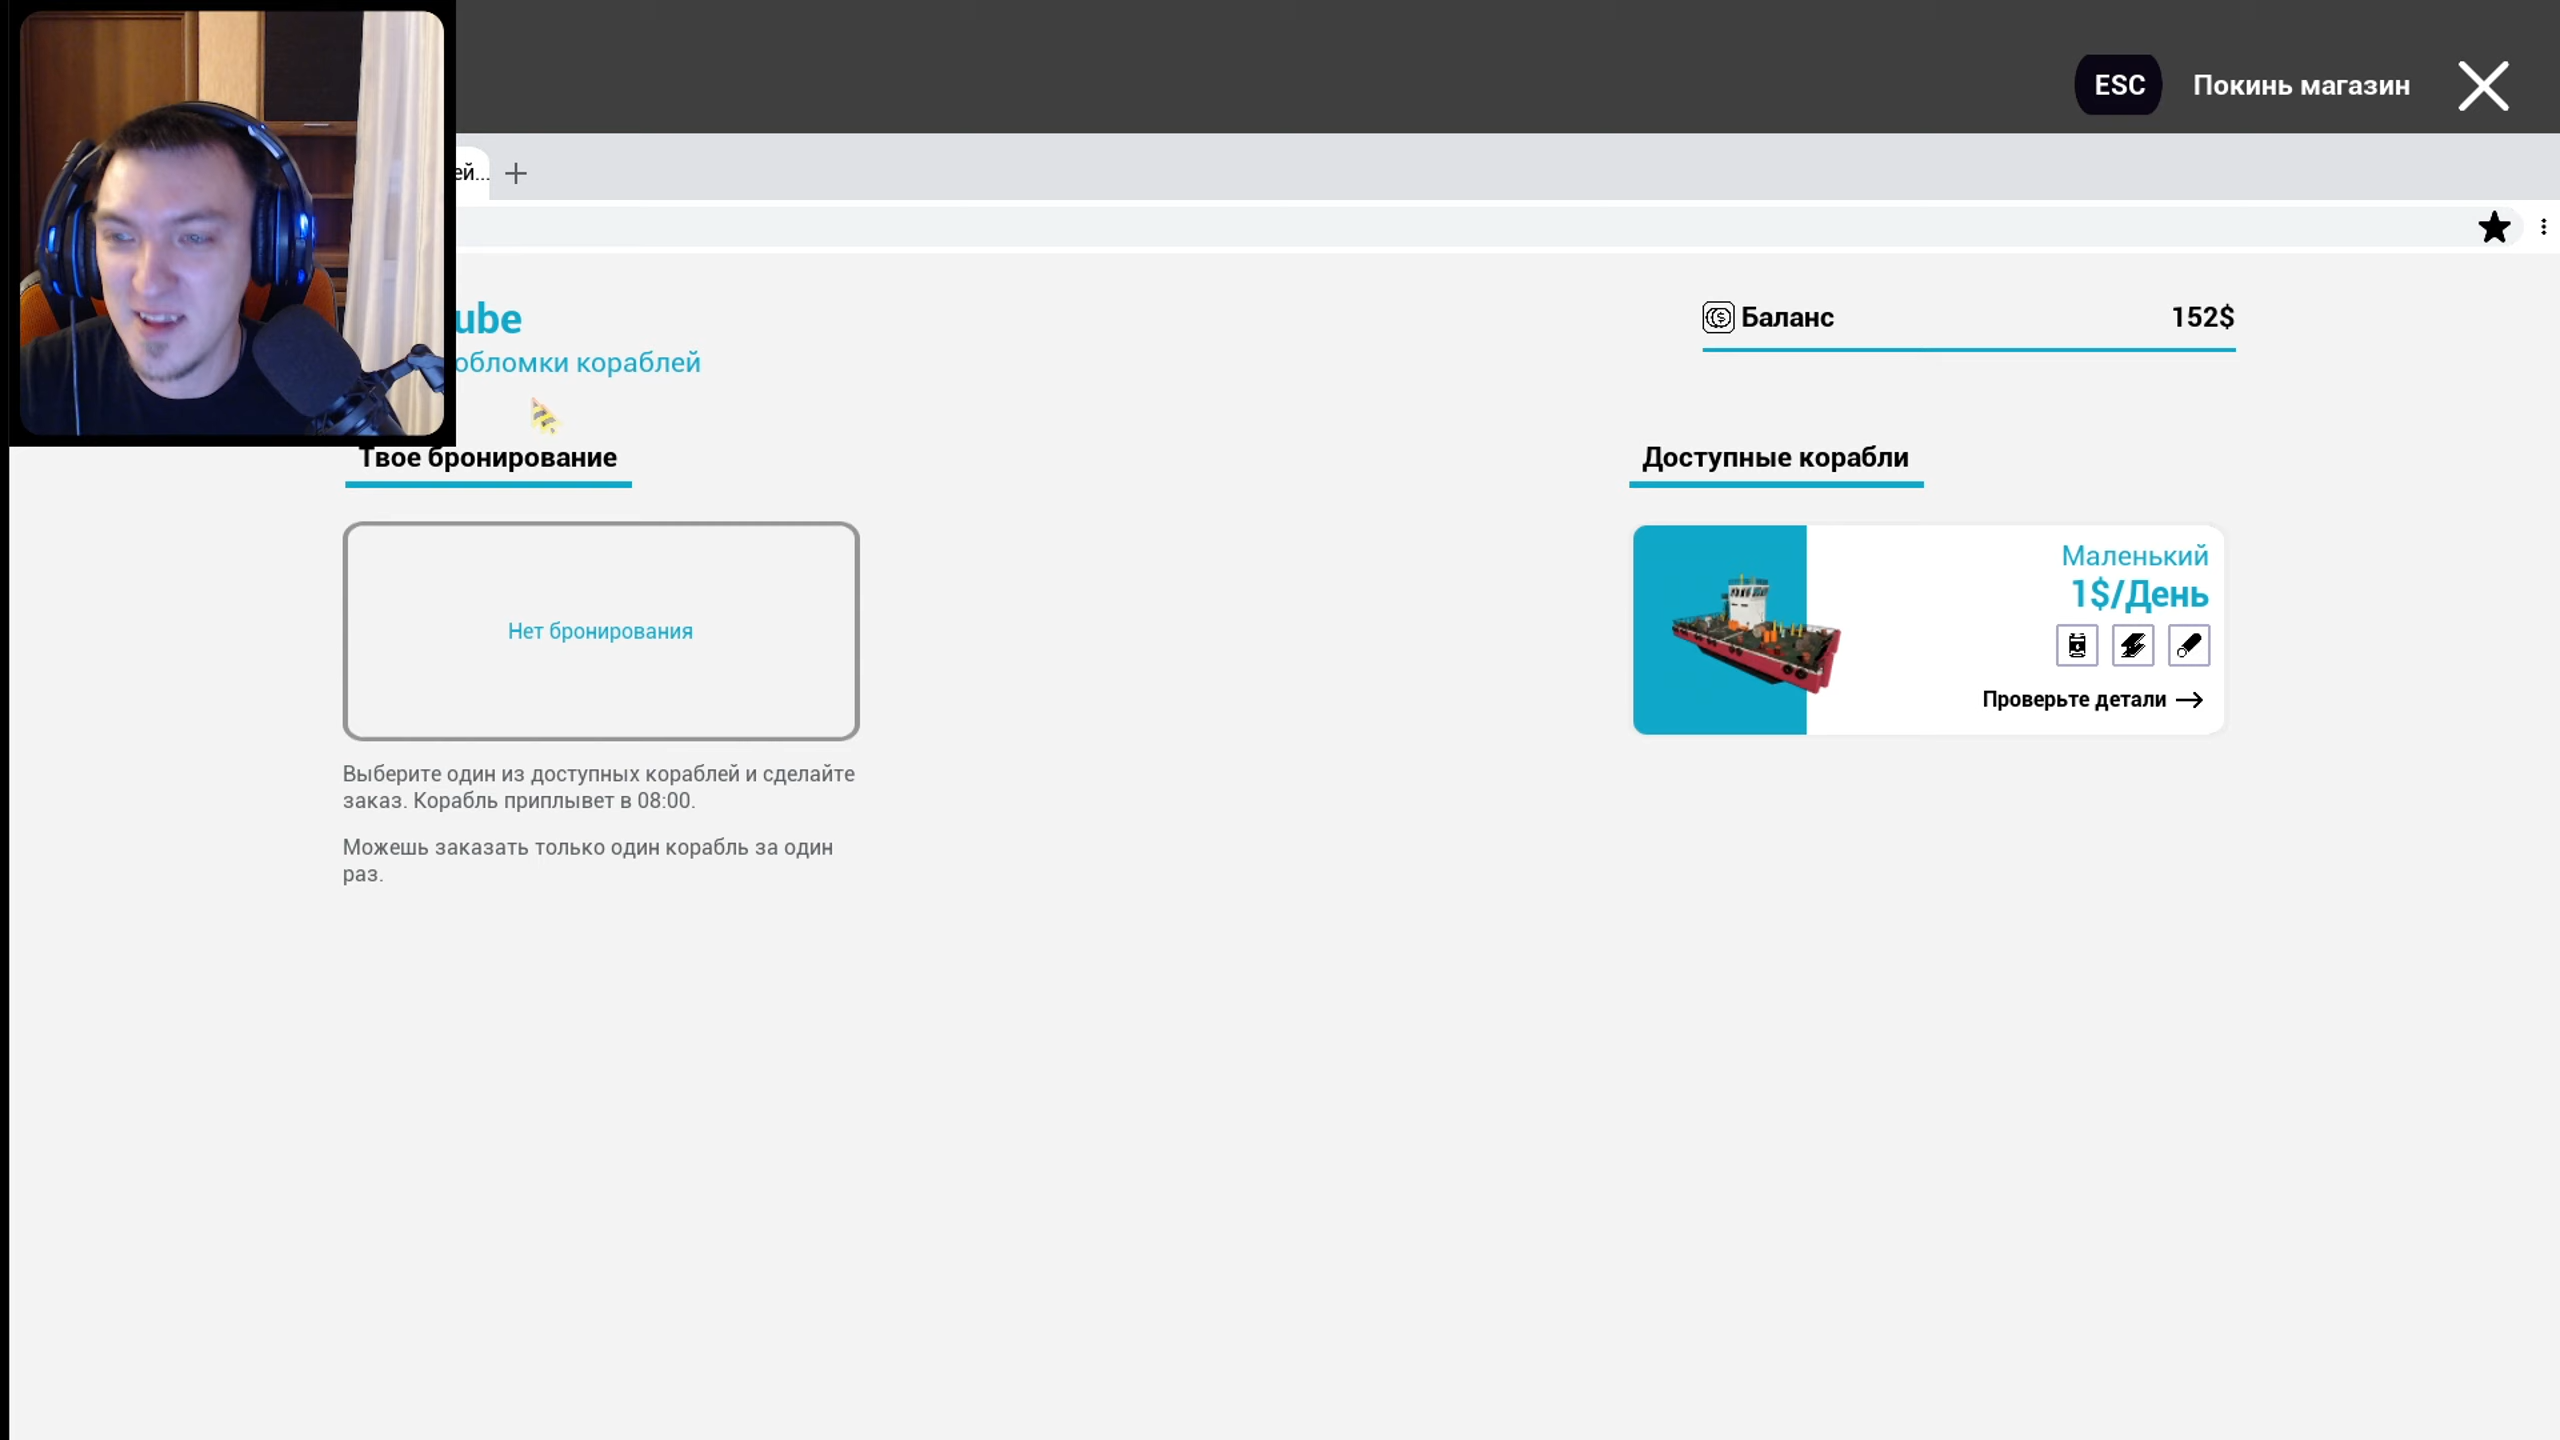 ESC Покинь магазин
ей...
ube
обломки кораблей
Баланс 152$
Твое бронирование
Доступные корабли
Нет бронирования
Маленький
1$/День
Проверьте детали
Выберите один из доступных кораблей и сделайте
заказ. Корабль приплывет в 08:00.
Можешь заказать только один корабль за один
раз.